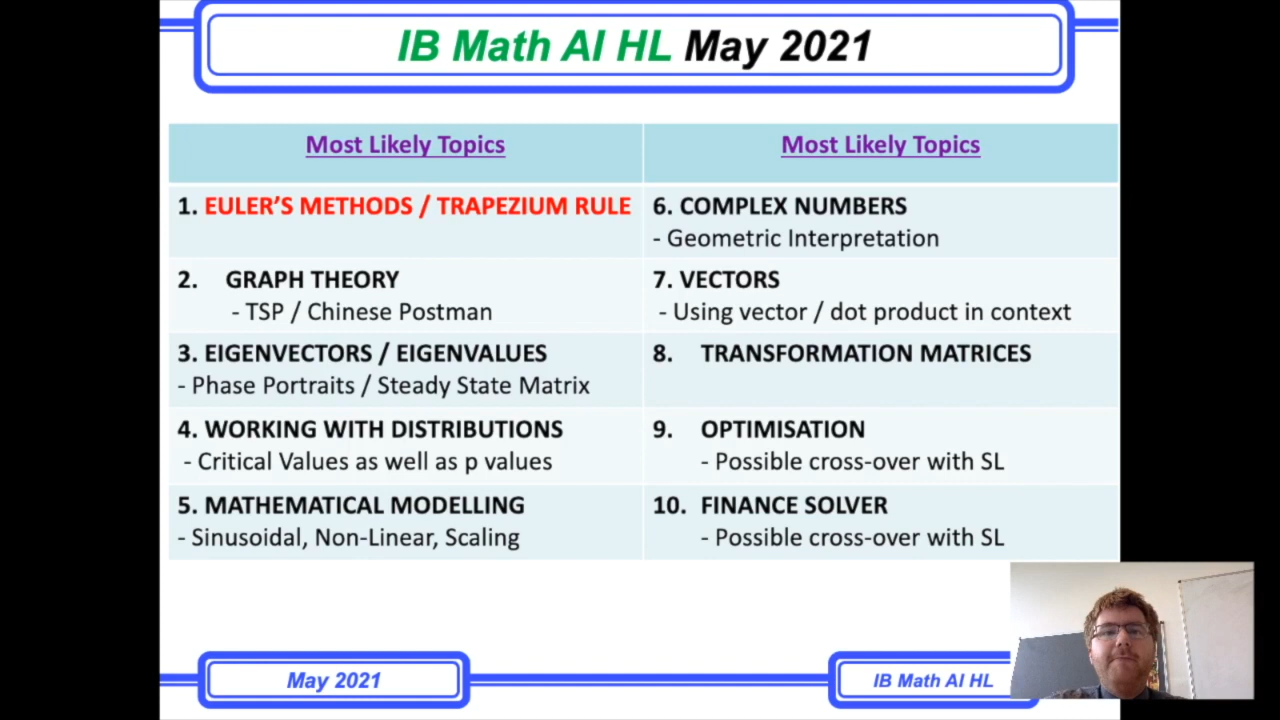 IB Math AI HL May 2021
Most Likely Topics
Most Likely Topics
1. EULER'S METHODS / TRAPEZIUM RULE
6. COMPLEX NUMBERS
- Geometric Interpretation
2. GRAPH THEORY
- TSP / Chinese Postman
7. VECTORS
- Using vector / dot product in context
3. EIGENVECTORS / EIGENVALUES
- Phase Portraits / Steady State Matrix
8. TRANSFORMATION MATRICES
4. WORKING WITH DISTRIBUTIONS
- Critical Values as well as p values
9. OPTIMISATION
- Possible cross-over with SL
5. MATHEMATICAL MODELLING
- Sinusoidal, Non-Linear, Scaling
10. FINANCE SOLVER
- Possible cross-over with SL
May 2021
IB Math AI HL